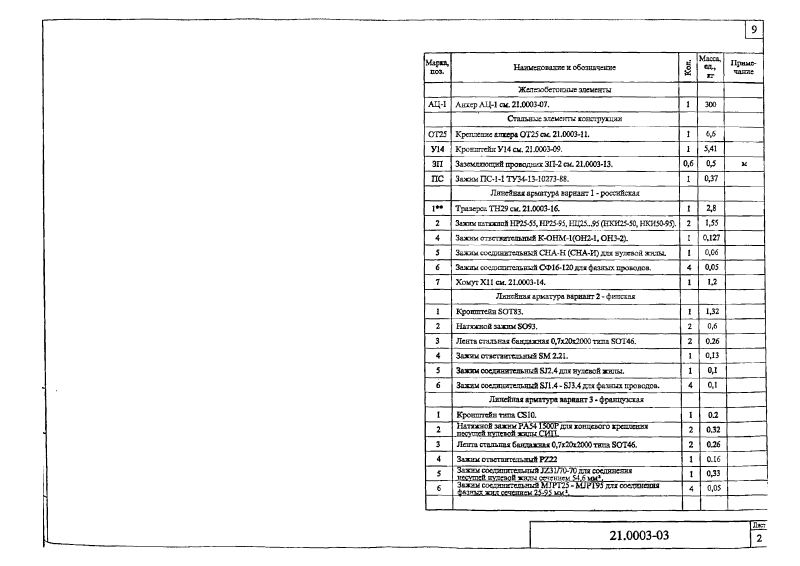 9
Марка, поз. Наименование и обозначение Кол. Масса, ед., кг Приме-чание
Железобетонные элементы
АЦ-1 Анкер АЦ-1 см. 21.0003-07. 1 300
Стальные элементы конструкции
ОТ25 Крепление анкера ОТ25 см. 21.0003-11. 1 6,6
У14 Кронштейн У14 см. 21.0003-09. 1 5,41
ЗП Заземляющий проводник ЗП-2 см. 21.0003-13. 0,6 0,5 м
ПС Зажим ПС-1-1 ТУ34-13-10273-88. 1 0,37
Линейная арматура вариант 1 - российская
1** Траверса ТН29 см. 21.0003-16. 1 2,8
2 Зажим натяжной НР25-55, НР25-95, НЦ25...95 (НКИ25-50, НКИ50-95). 2 1,55
4 Зажим ответвительный К-ОНМ-1(ОН2-1, ОН3-2). 1 0,127
5 Зажим соединительный СНА-Н (СНА-И) для нулевой жилы. 1 0,06
6 Зажим соединительный СФ16-120 для фазных проводов. 4 0,05
7 Хомут Х11 см. 21.0003-14. 1 1,2
Линейная арматура вариант 2 - финская
1 Кронштейн SOT83. 1 1,32
2 Натяжной зажим SO93. 2 0,6
3 Лента стальная бандажная 0,7х20х2000 типа SOT46. 2 0.26
4 Зажим ответвительный SM 2.21. 1 0,13
5 Зажим соединительный SJ2.4 для нулевой жилы. 1 0,1
6 Зажим соединительный SJ1.4 - SJ3.4 для фазных проводов. 4 0,1
Линейная арматура вариант 3 - французская
1 Кронштейн типа CS10. 1 0.2
2 Натяжной зажим PA54 1500P для концевого крепления несущей нулевой жилы СИП. 2 0.32
3 Лента стальная бандажная 0,7х20х2000 типа SOT46. 2 0.26
4 Зажим ответвительный PZ22 1 0.16
5 Зажим соединительный JZ31/70-70 для соединения несущей нулевой жилы сечением 54,6 мм². 1 0,33
6 Зажим соединительный MJPT25 - MJPT95 для соединения фазных жил сечением 25-95 мм². 4 0,05
21.0003-03
Лист
2